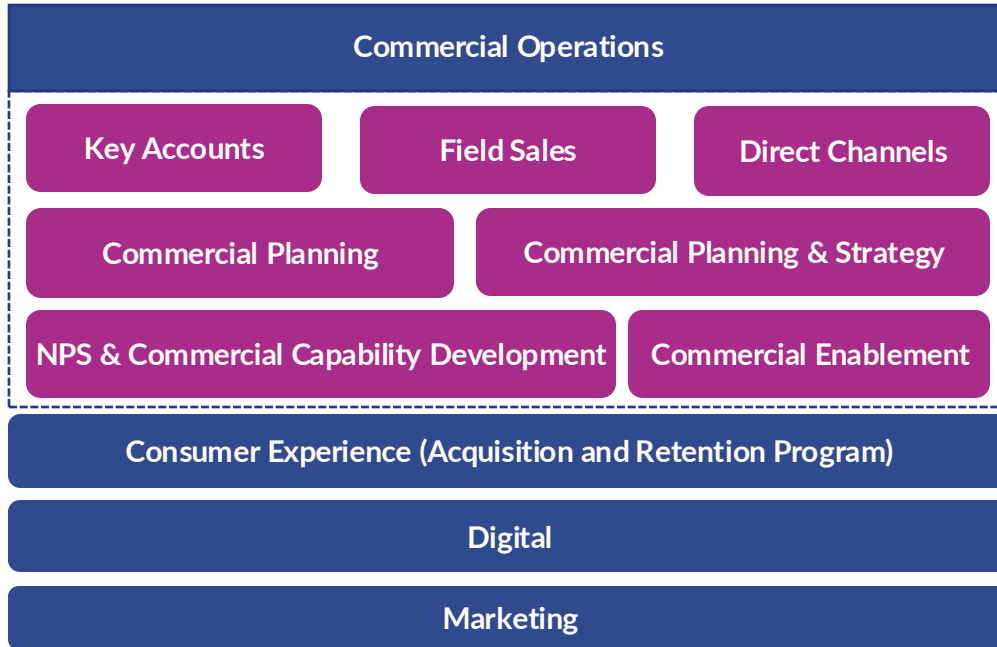 Commercial Operations
Key Accounts
Field Sales
Direct Channels
Commercial Planning
Commercial Planning & Strategy
NPS & Commercial Capability Development
Commercial Enablement
Consumer Experience (Acquisition and Retention Program)
Digital
Marketing